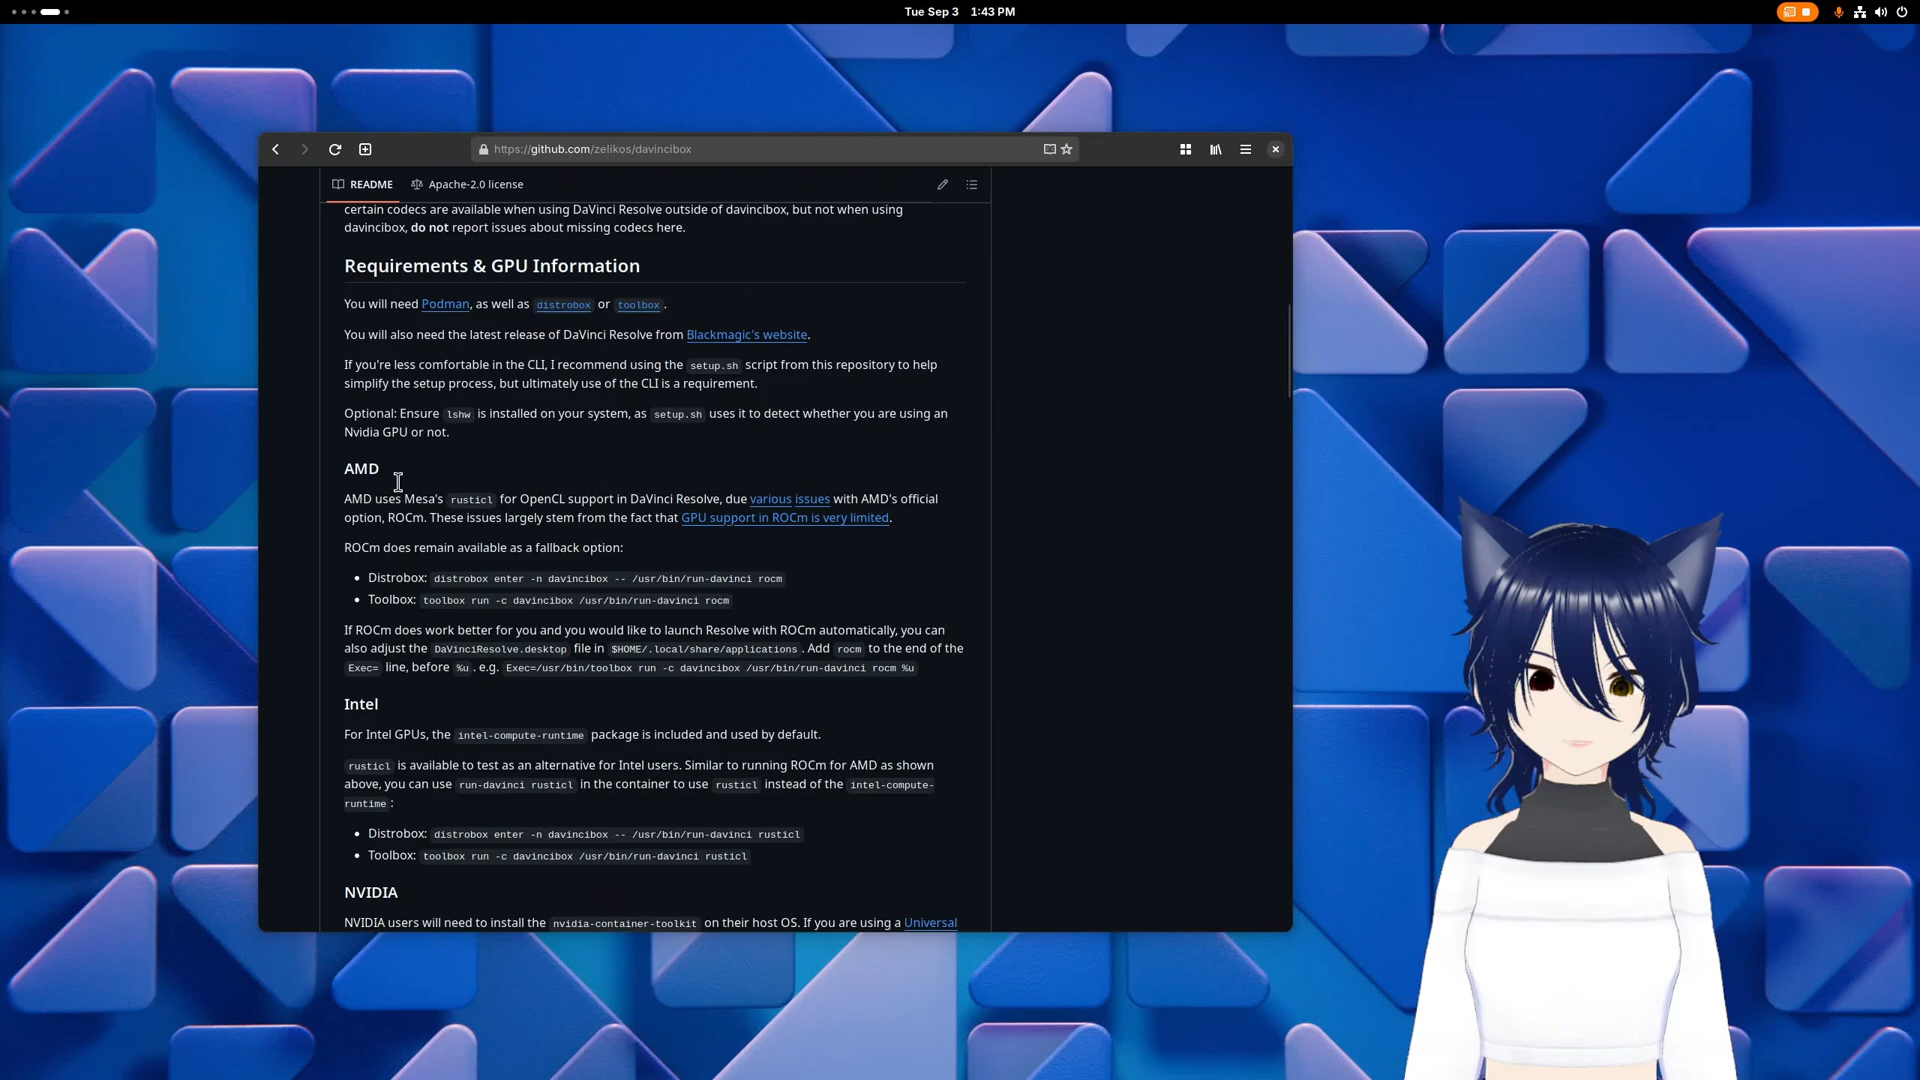 Tue Sep 3 1:43 PM
https://github.com/zelikos/davincibox
README Apache-2.0 license
certain codecs are available when using DaVinci Resolve outside of davincibox, but not when using
davincibox, do not report issues about missing codecs here.
Requirements & GPU Information
You will need Podman, as well as distrobox or toolbox.
You will also need the latest release of DaVinci Resolve from Blackmagic's website.
If you're less comfortable in the CLI, I recommend using the setup.sh script from this repository to help
simplify the setup process, but ultimately use of the CLI is a requirement.
Optional: Ensure lshw is installed on your system, as setup.sh uses it to detect whether you are using an
Nvidia GPU or not.
AMD
AMD uses Mesa's rusticl for OpenCL support in DaVinci Resolve, due various issues with AMD's official
option, ROCm. These issues largely stem from the fact that GPU support in ROCm is very limited.
ROCm does remain available as a fallback option:
• Distrobox: distrobox enter -n davincibox -- /usr/bin/run-davinci rocm
• Toolbox: toolbox run -c davincibox /usr/bin/run-davinci rocm
If ROCm does work better for you and you would like to launch Resolve with ROCm automatically, you can
also adjust the DaVinciResolve.desktop file in $HOME/.local/share/applications. Add rocm to the end of the
Exec= line, before %u. e.g. Exec=/usr/bin/toolbox run -c davincibox /usr/bin/run-davinci rocm %u
Intel
For Intel GPUs, the intel-compute-runtime package is included and used by default.
rusticl is available to test as an alternative for Intel users. Similar to running ROCm for AMD as shown
above, you can use run-davinci rusticl in the container to use rusticl instead of the intel-compute-
runtime:
• Distrobox: distrobox enter -n davincibox -- /usr/bin/run-davinci rusticl
• Toolbox: toolbox run -c davincibox /usr/bin/run-davinci rusticl
NVIDIA
NVIDIA users will need to install the nvidia-container-toolkit on their host OS. If you are using a Universal